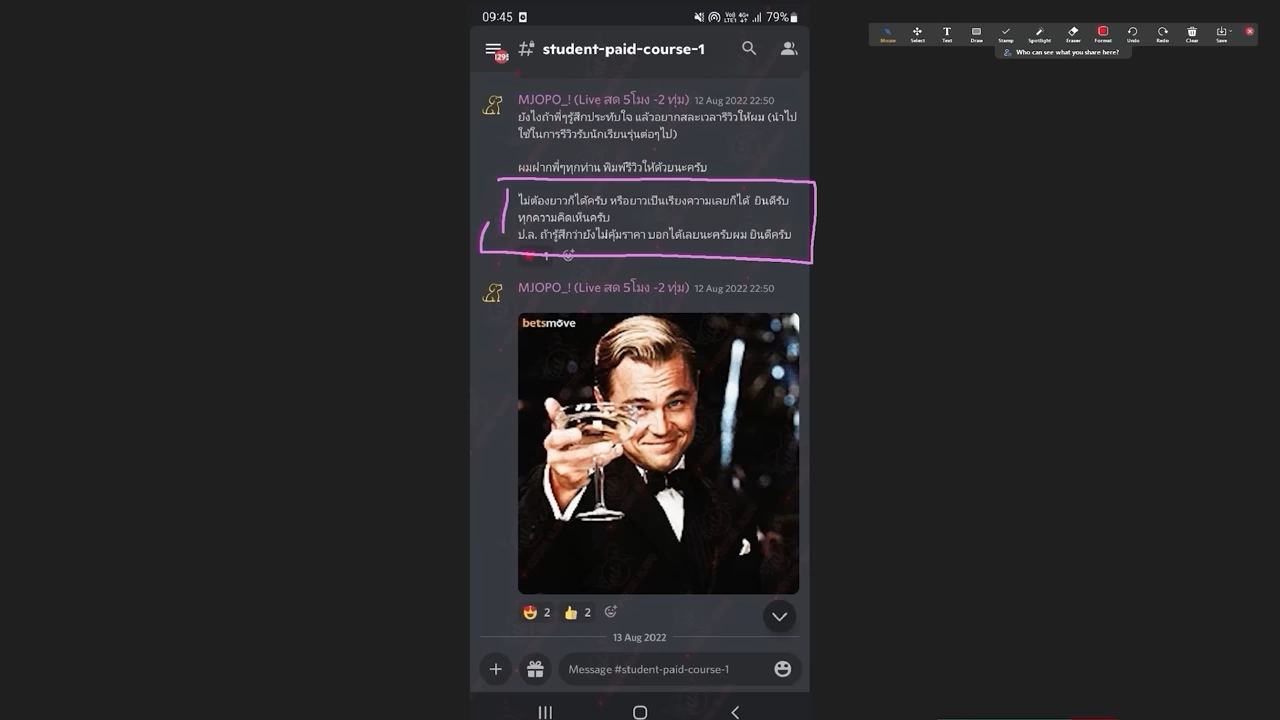 09:45
Vo) 4G+
LTE1
79%
Mouse Select Text Draw Stamp Spotlight Eraser Format Undo Redo Clear Save
Who can see what you share here?
student-paid-course-1
MJOPO_! (Live สด 5โมง -2 ทุ่ม) 12 Aug 2022 22:50
ยังไงถ้าพี่ๆรู้สึกประทับใจ แล้วอยากสละเวลารีวิวให้ผม (นำไป
ใช้ในการรีวิวรับนักเรียนรุ่นต่อๆไป)
ผมฝากพี่ๆทุกท่าน พิมพ์รีวิวให้ด้วยนะครับ
ไม่ต้องยาวก็ได้ครับ หรือยาวเป็นเรียงความเลยก็ได้ ยินดีรับ
ทุกความคิดเห็นครับ
ป.ล. ถ้ารู้สึกว่ายังไม่คุ้มราคา บอกได้เลยนะครับผม ยินดีครับ
1
MJOPO_! (Live สด 5โมง -2 ทุ่ม) 12 Aug 2022 22:50
betsmove
2 2
13 Aug 2022
Message #student-paid-course-1